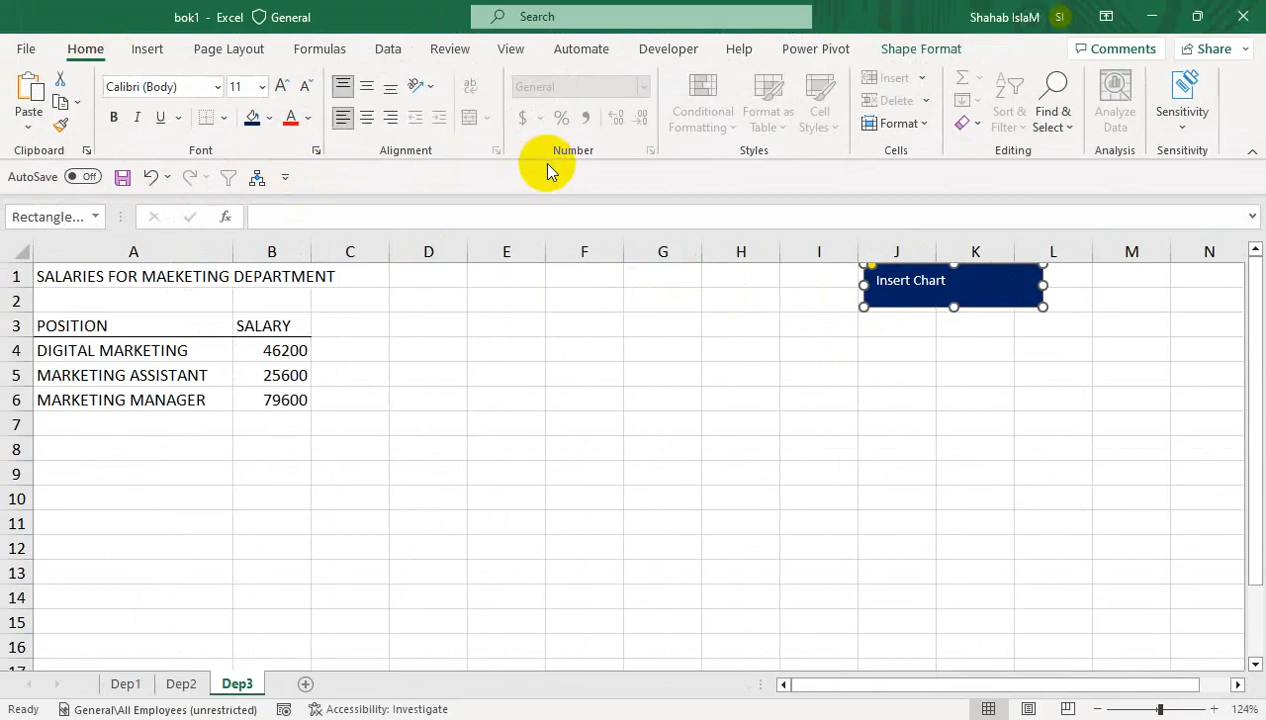 bok1 - Excel General Search Shahab IslaM SI
File Home Insert Page Layout Formulas Data Review View Automate Developer Help Power Pivot Shape Format Comments Share
Paste Calibri (Body) 11 General Conditional Formatting Format as Table Cell Styles Insert Delete Format Sort & Filter Find & Select Analyze Data Sensitivity
Clipboard Font Alignment Number Styles Cells Editing Analysis Sensitivity
AutoSave Off
Rectangle... fx
A B C D E F G H I J K L M N
1 SALARIES FOR MAEKETING DEPARTMENT Insert Chart
2
3 POSITION SALARY
4 DIGITAL MARKETING 46200
5 MARKETING ASSISTANT 25600
6 MARKETING MANAGER 79600
7
8
9
10
11
12
13
14
15
16
17
Dep1 Dep2 Dep3
Ready General\All Employees (unrestricted) Accessibility: Investigate 124%